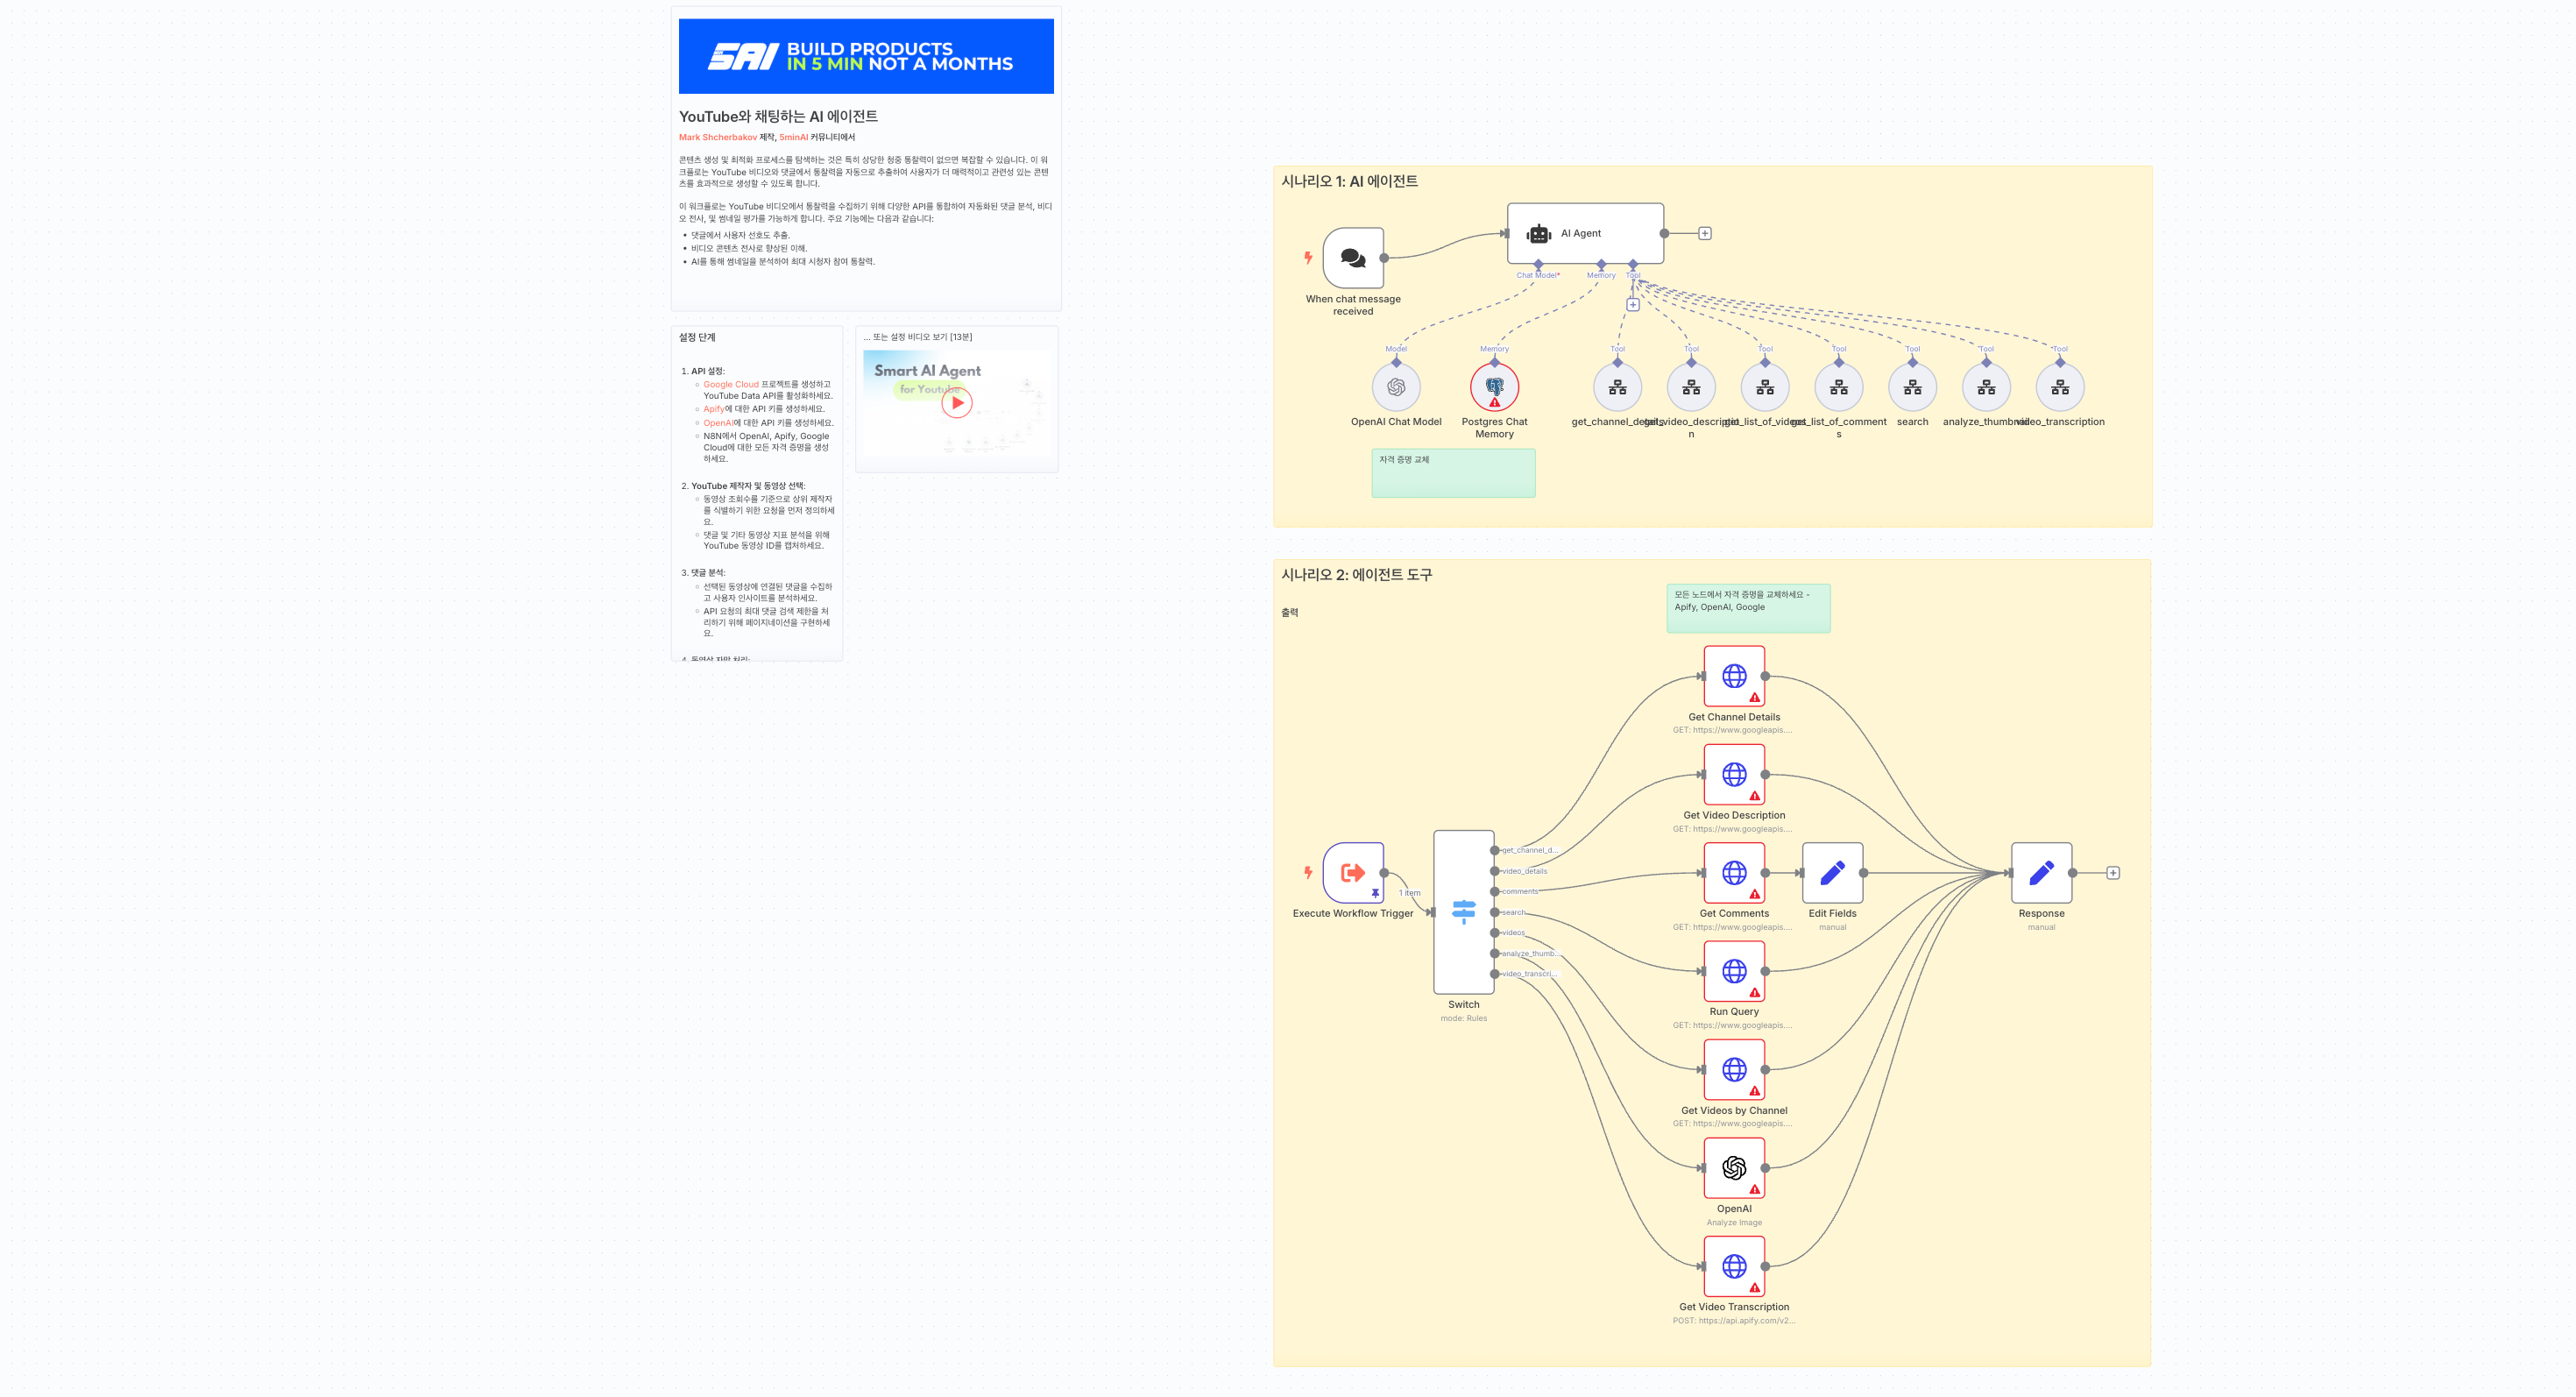 5AI BUILD PRODUCTS
IN 5 MIN NOT A MONTHS
YouTube와 채팅하는 AI 에이전트
Mark Shcherbakov 제작, 5minAI 커뮤니티에서
콘텐츠 생성 및 최적화 프로세스를 탐색하는 것은 특히 상당한 청중 통찰력이 없으면 복잡할 수 있습니다. 이 워
크플로는 YouTube 비디오와 댓글에서 통찰력을 자동으로 추출하여 사용자가 더 매력적이고 관련성 있는 콘텐
츠를 효과적으로 생성할 수 있도록 합니다.
이 워크플로는 YouTube 비디오에서 통찰력을 수집하기 위해 다양한 API를 통합하여 자동화된 댓글 분석, 비디
오 전사, 및 썸네일 평가를 가능하게 합니다. 주요 기능에는 다음과 같습니다:
• 댓글에서 사용자 선호도 추출.
• 비디오 콘텐츠 전사로 향상된 이해.
• AI를 통해 썸네일을 분석하여 최대 시청자 참여 통찰력.
설정 단계
1. API 설정:
Google Cloud 프로젝트를 생성하고
YouTube Data API를 활성화하세요.
Apify에 대한 API 키를 생성하세요.
OpenAI에 대한 API 키를 생성하세요.
N8N에서 OpenAI, Apify, Google
Cloud에 대한 모든 자격 증명을 생성
하세요.
2. YouTube 제작자 및 동영상 선택:
동영상 조회수를 기준으로 상위 제작자
를 식별하기 위한 요청을 먼저 정의하세
요.
댓글 및 기타 동영상 지표 분석을 위해
YouTube 동영상 ID를 캡처하세요.
3. 댓글 분석:
선택된 동영상에 연결된 댓글을 수집하
고 사용자 인사이트를 분석하세요.
API 요청의 최대 댓글 검색 제한을 처
리하기 위해 페이지네이션을 구현하세
요.
4. 동영상 자막 처리:
... 또는 설정 비디오 보기 [13분]
Smart AI Agent
for Youtube
시나리오 1: AI 에이전트
When chat message
received
AI Agent
Chat Model*
Memory
Tool
Model
Memory
Tool
Tool
Tool
Tool
Tool
Tool
Tool
OpenAI Chat Model
Postgres Chat
Memory
get_channel_details
get_video_descriptio
n
get_list_of_videos
get_list_of_comment
s
search
analyze_thumbnail
video_transcription
자격 증명 교체
시나리오 2: 에이전트 도구
출력
모든 노드에서 자격 증명을 교체하세요 -
Apify, OpenAI, Google
Execute Workflow Trigger
1 item
Switch
mode: Rules
get_channel_d...
video_details
comments
search
videos
analyze_thumb...
video_transcri...
Get Channel Details
GET: https://www.googleapis....
Get Video Description
GET: https://www.googleapis....
Get Comments
GET: https://www.googleapis....
Edit Fields
manual
Response
manual
Run Query
GET: https://www.googleapis....
Get Videos by Channel
GET: https://www.googleapis....
OpenAI
Analyze Image
Get Video Transcription
POST: https://api.apify.com/v2...